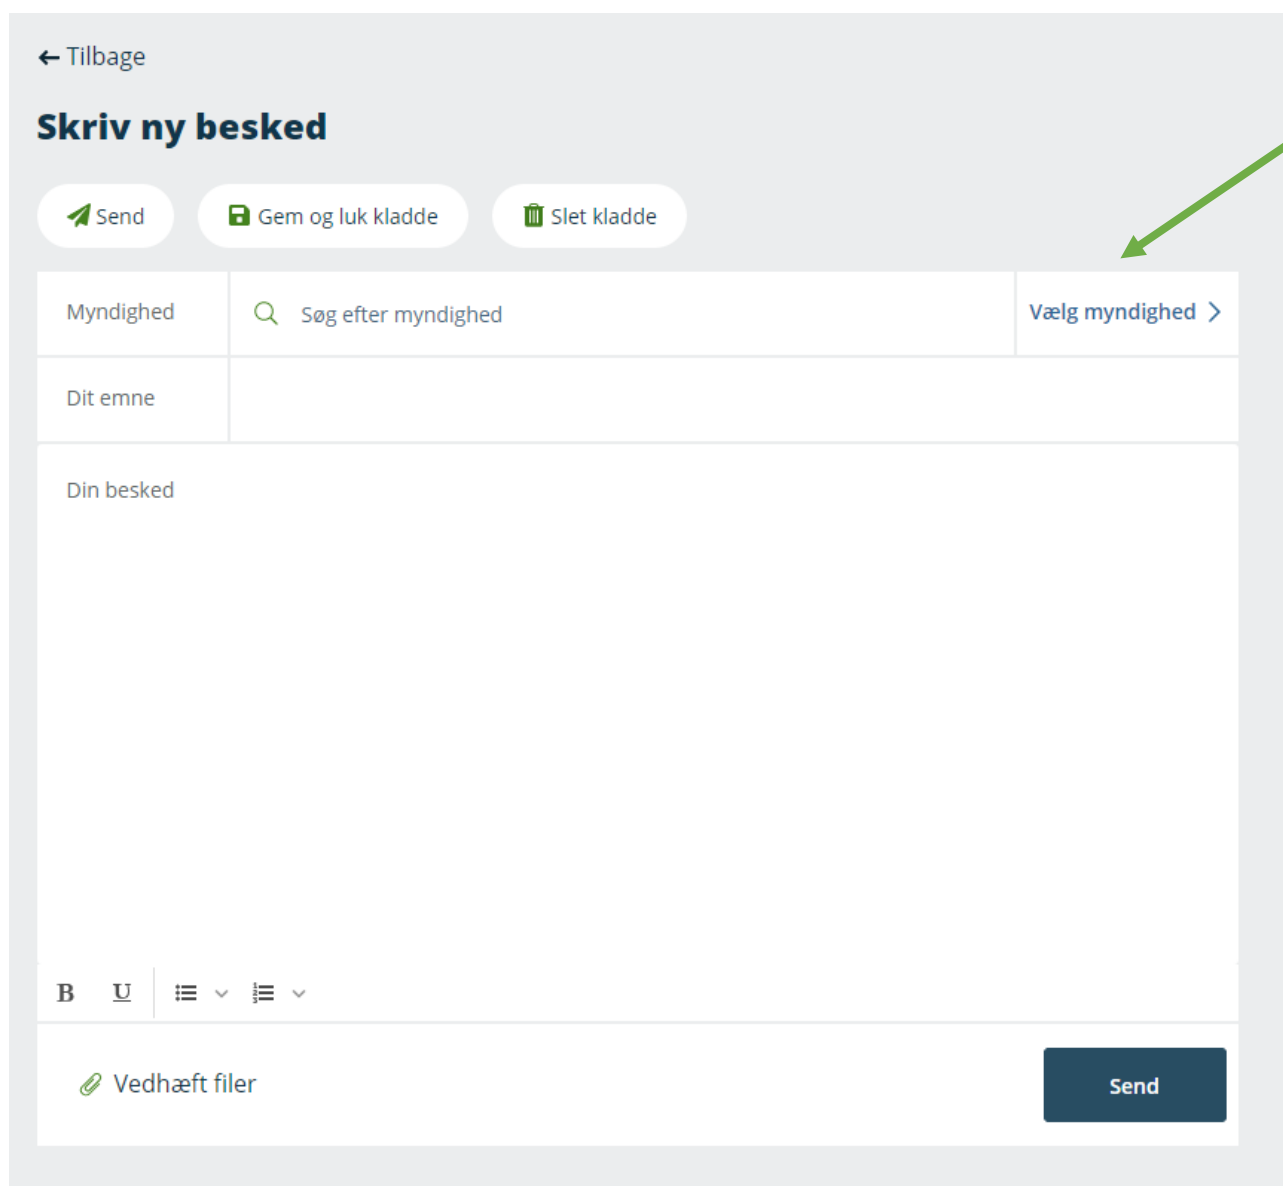 Tilbage
Skriv ny besked
Send
Gem og luk kladde
Slet kladde
Myndighed
Søg efter myndighed
Vælg myndighed
Dit emne
Din besked
B U
Vedhæft filer
Send